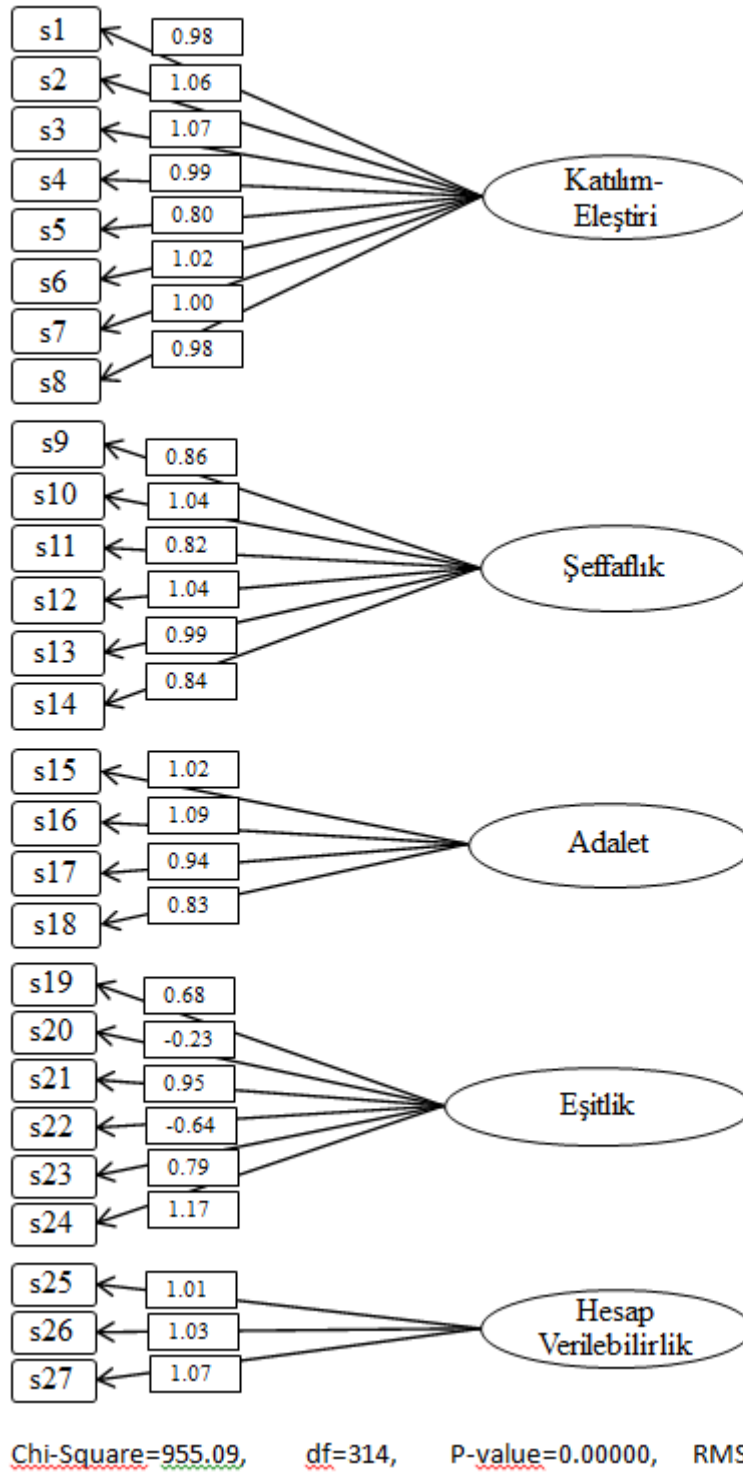 s1
0.98
s2
1.06
s3
1.07
s4
0.99
s5
0.80
s6
1.02
s7
1.00
s8
0.98
Katılım-
Eleştiri
s9
0.86
s10
1.04
s11
0.82
s12
1.04
s13
0.99
s14
0.84
Şeffaflık
s15
1.02
s16
1.09
s17
0.94
s18
0.83
Adalet
s19
0.68
s20
-0.23
s21
0.95
s22
-0.64
s23
0.79
s24
1.17
Eşitlik
s25
1.01
s26
1.03
s27
1.07
Hesap
Verilebilirlik
Chi-Square=955.09, df=314, P-value=0.00000, RMS